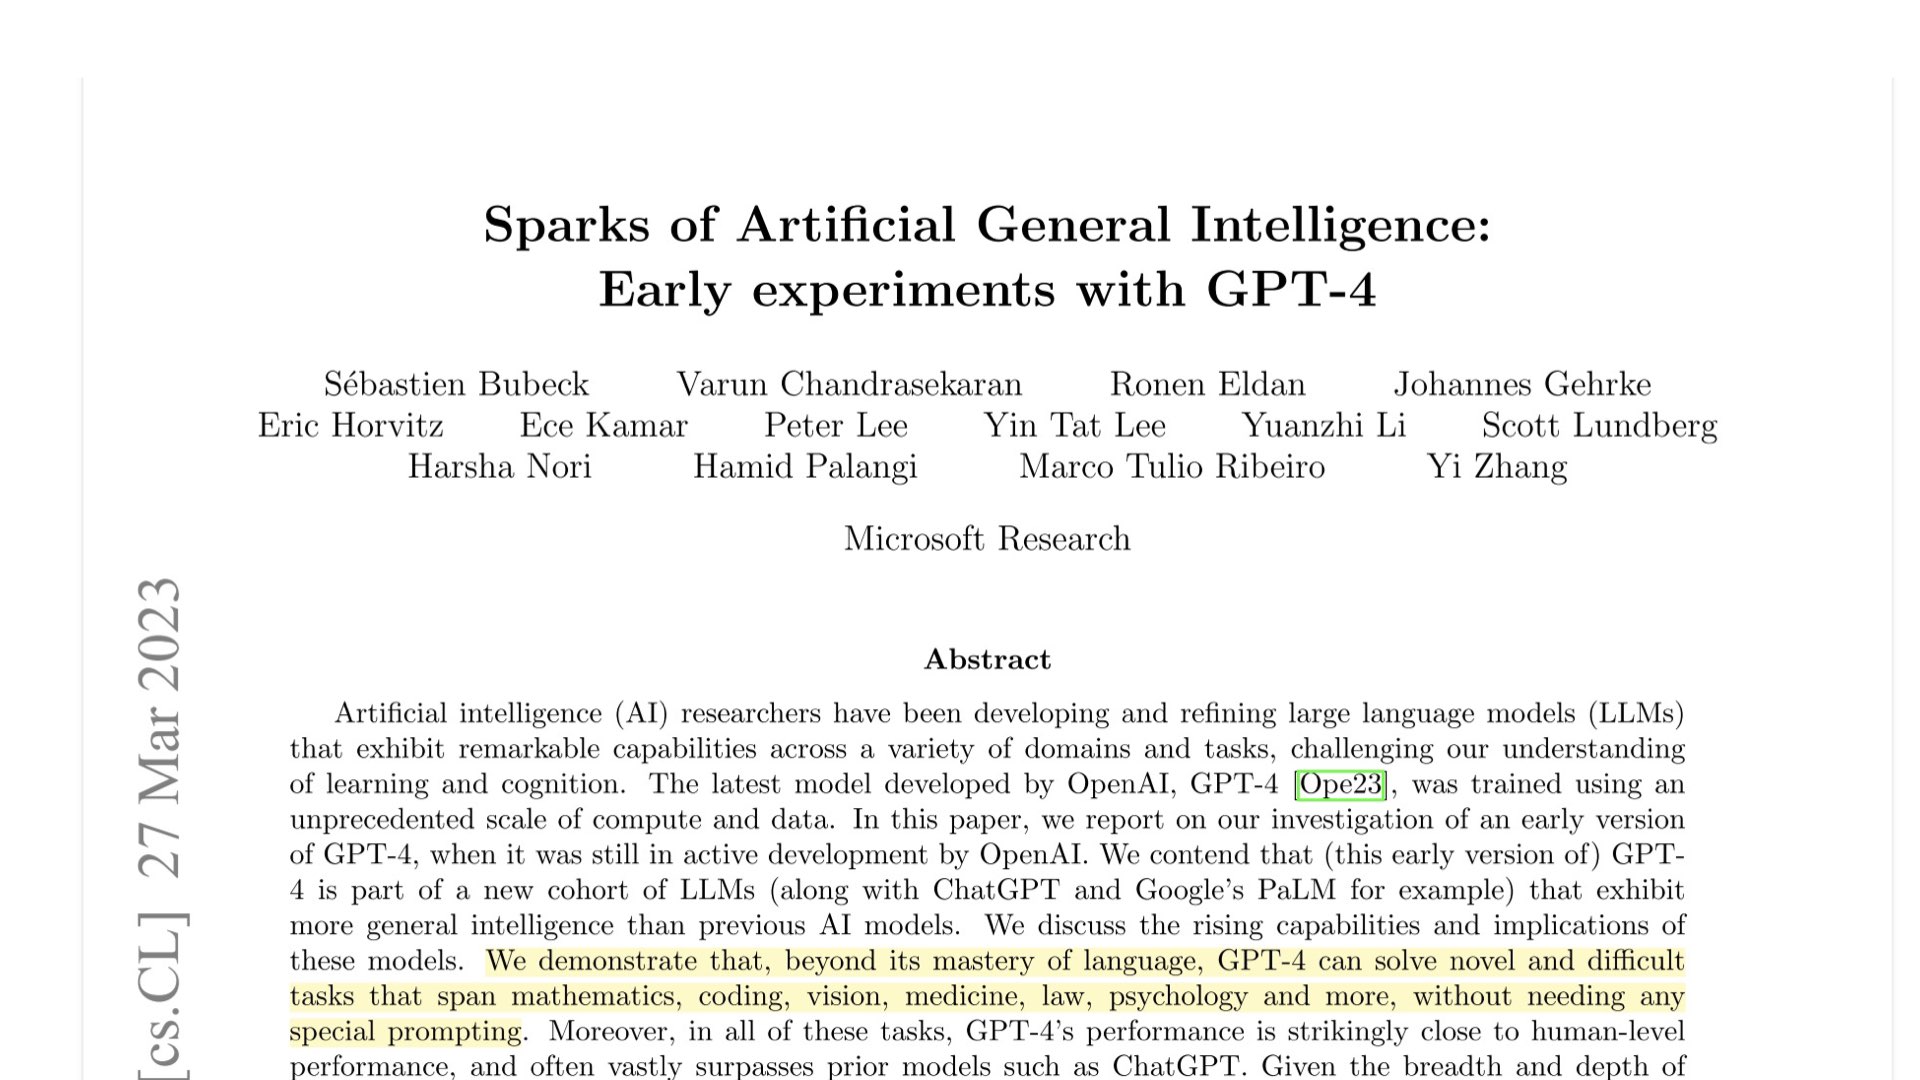 Sparks of Artificial General Intelligence:
Early experiments with GPT-4
Sébastien Bubeck Varun Chandrasekaran Ronen Eldan Johannes Gehrke
Eric Horvitz Ece Kamar Peter Lee Yin Tat Lee Yuanzhi Li Scott Lundberg
Harsha Nori Hamid Palangi Marco Tulio Ribeiro Yi Zhang
Microsoft Research
Abstract
Artificial intelligence (AI) researchers have been developing and refining large language models (LLMs)
that exhibit remarkable capabilities across a variety of domains and tasks, challenging our understanding
of learning and cognition. The latest model developed by OpenAI, GPT-4 [Ope23], was trained using an
unprecedented scale of compute and data. In this paper, we report on our investigation of an early version
of GPT-4, when it was still in active development by OpenAI. We contend that (this early version of) GPT-
4 is part of a new cohort of LLMs (along with ChatGPT and Google's PaLM for example) that exhibit
more general intelligence than previous AI models. We discuss the rising capabilities and implications of
these models. We demonstrate that, beyond its mastery of language, GPT-4 can solve novel and difficult
tasks that span mathematics, coding, vision, medicine, law, psychology and more, without needing any
special prompting. Moreover, in all of these tasks, GPT-4's performance is strikingly close to human-level
performance, and often vastly surpasses prior models such as ChatGPT. Given the breadth and depth of
[cs.CL] 27 Mar 2023